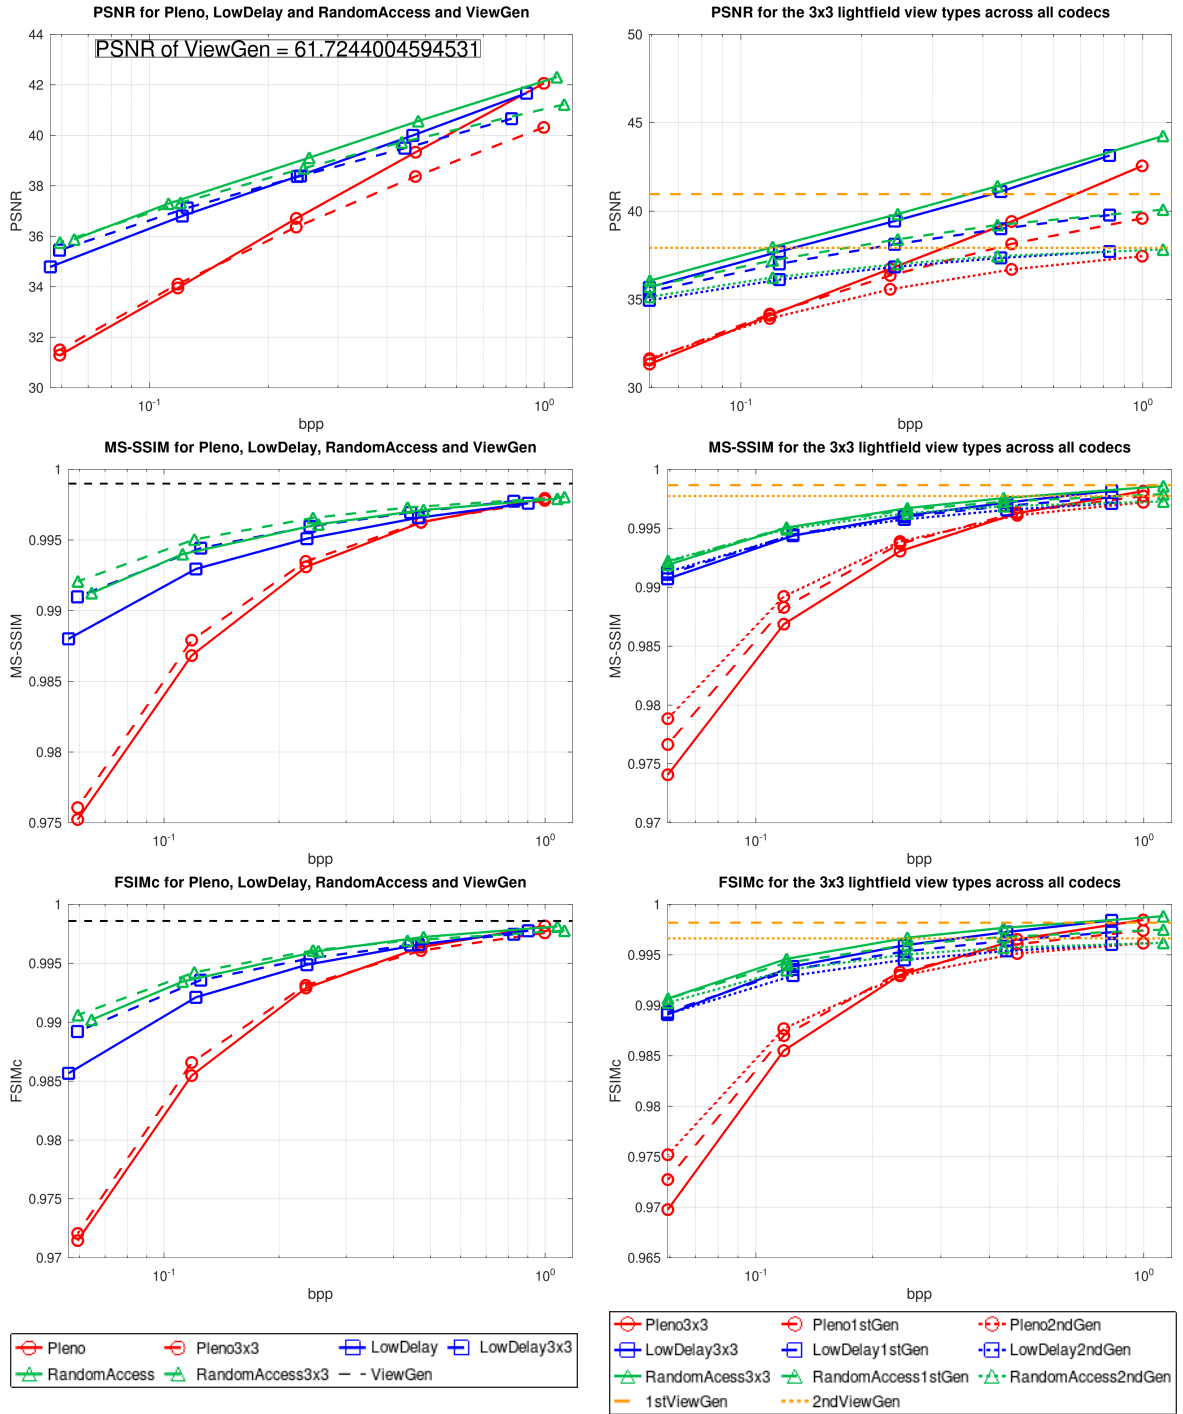 PSNR for Pleno, LowDelay and RandomAccess and ViewGen
PSNR of ViewGen = 61.7244004594531
44
42
40
38
36
34
32
30
PSNR
10-1
100
bpp
PSNR for the 3x3 lightfield view types across all codecs
50
45
40
35
30
PSNR
10-1
100
bpp
MS-SSIM for Pleno, LowDelay, RandomAccess and ViewGen
1
0.995
0.99
0.985
0.98
0.975
MS-SSIM
10-1
100
bpp
MS-SSIM for the 3x3 lightfield view types across all codecs
1
0.995
0.99
0.985
0.98
0.975
0.97
MS-SSIM
10-1
100
bpp
FSIMc for Pleno, LowDelay, RandomAccess and ViewGen
1
0.995
0.99
0.985
0.98
0.975
0.97
FSIMc
10-1
100
bpp
FSIMc for the 3x3 lightfield view types across all codecs
1
0.995
0.99
0.985
0.98
0.975
0.97
0.965
FSIMc
10-1
100
bpp
Pleno Pleno3x3 LowDelay LowDelay3x3
RandomAccess RandomAccess3x3 ViewGen
Pleno3x3 Pleno1stGen Pleno2ndGen
LowDelay3x3 LowDelay1stGen LowDelay2ndGen
RandomAcess3x3 RandomAccess1stGen RandomAccess2ndGen
1stViewGen 2ndViewGen